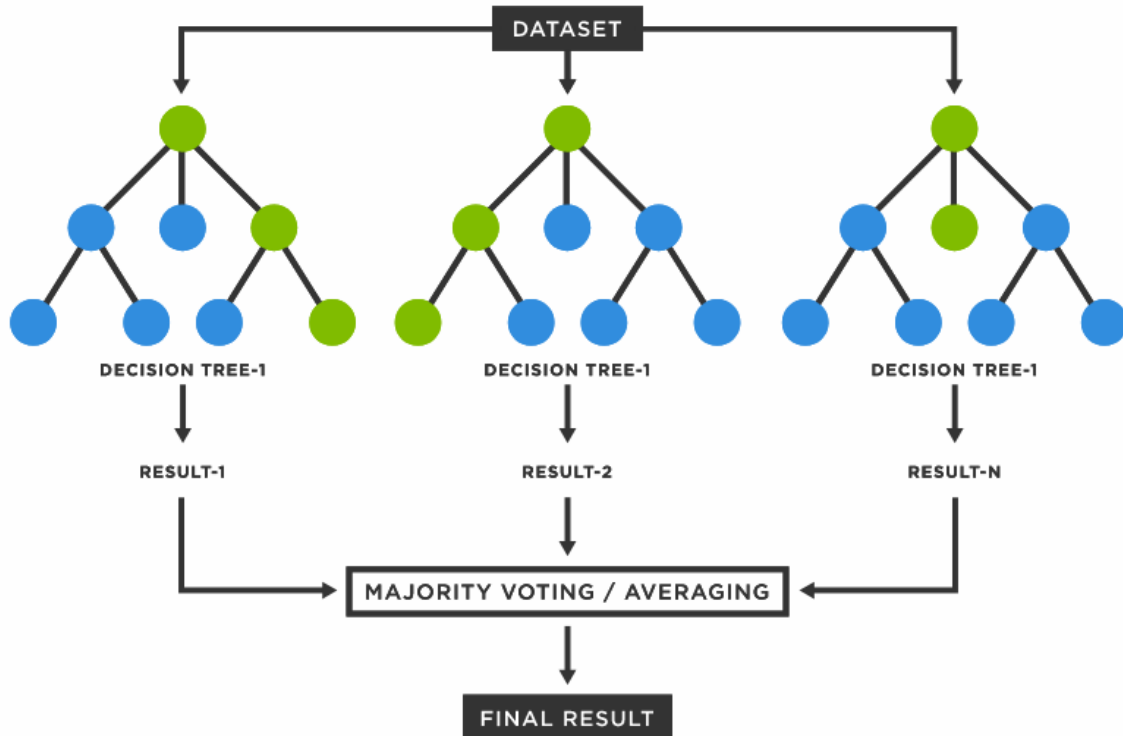 DATASET
DECISION TREE-1
DECISION TREE-1
DECISION TREE-1
RESULT-1
RESULT-2
RESULT-N
MAJORITY VOTING / AVERAGING
FINAL RESULT